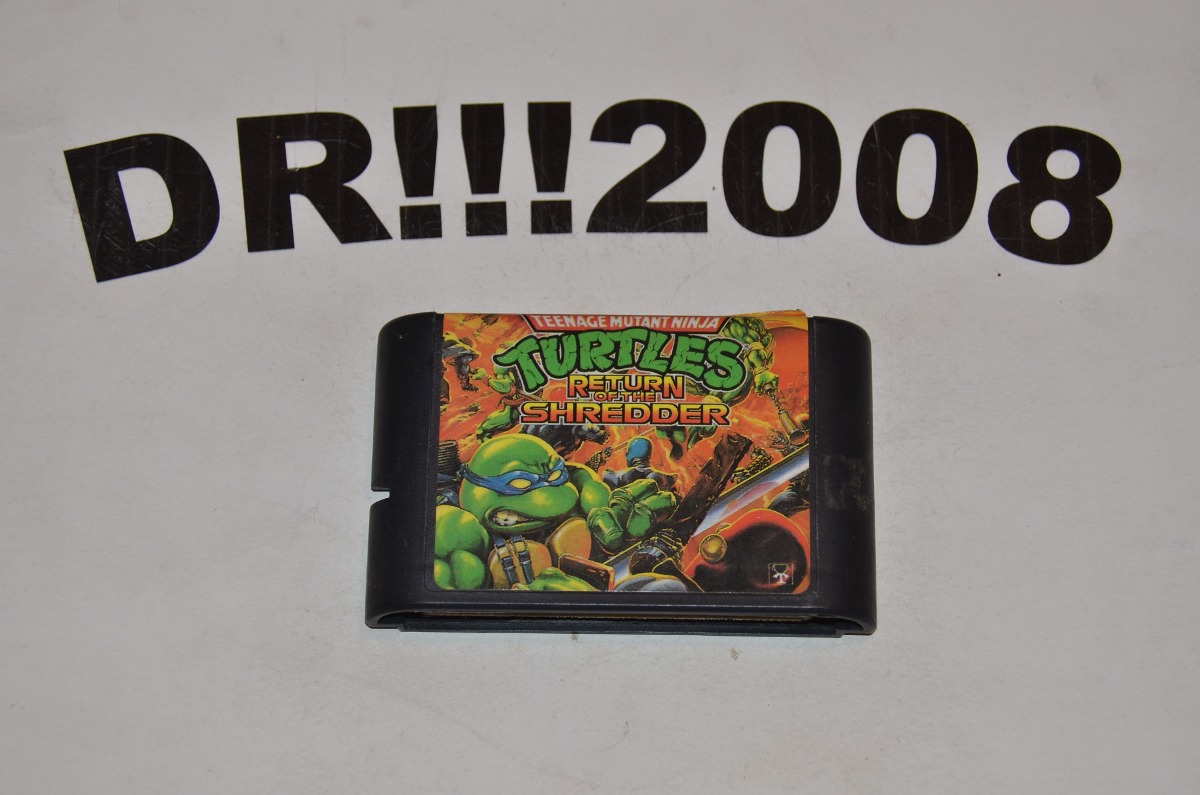 DR!!!2008
TEENAGE MUTANT NINJA
TURTLES
RETURN
OF THE
SHREDDER